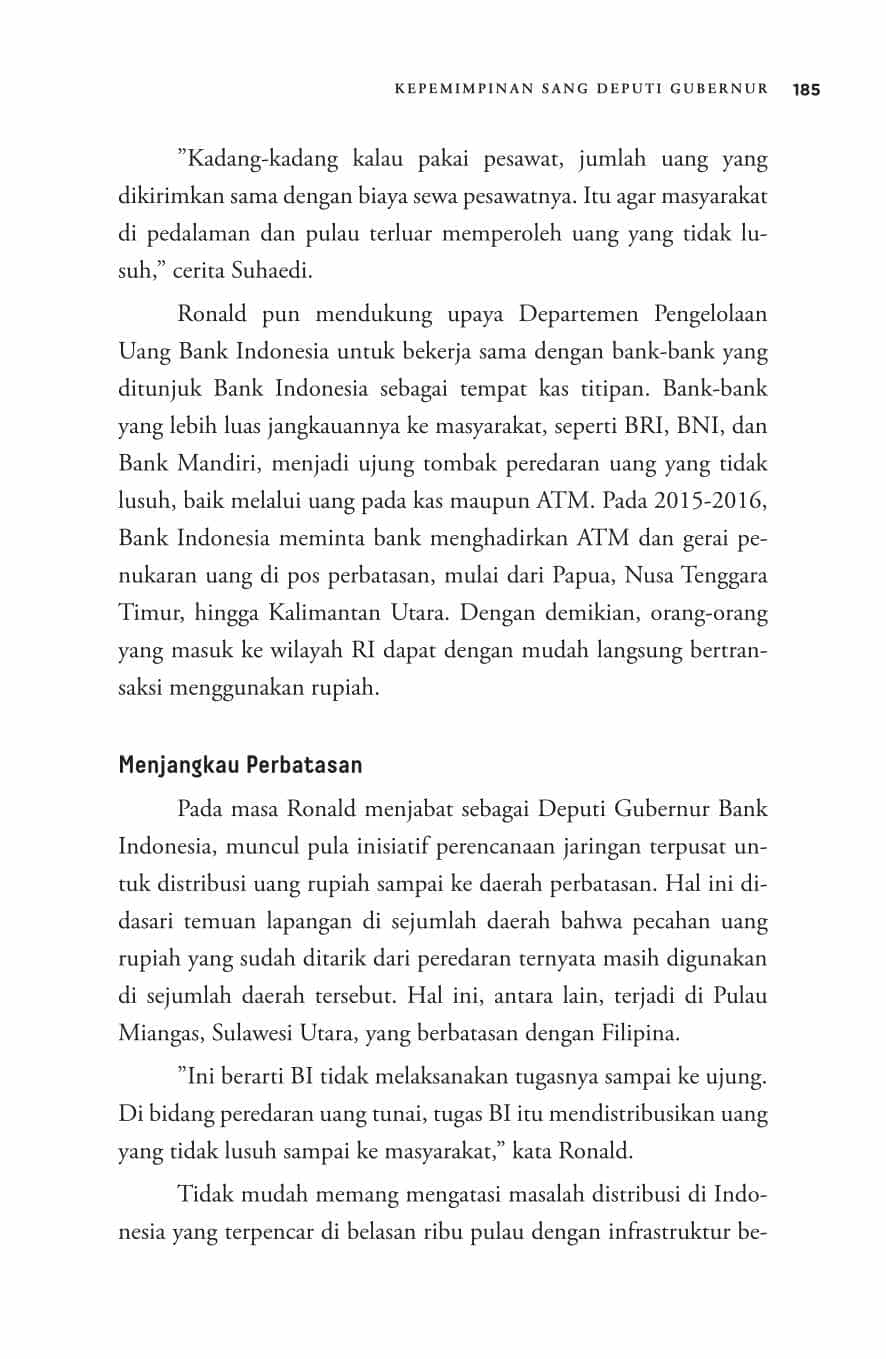 KEPEMIMPINAN SANG DEPUTI GUBERNUR 185
”Kadang-kadang kalau pakai pesawat, jumlah uang yang
dikirimkan sama dengan biaya sewa pesawatnya. Itu agar masyarakat
di pedalaman dan pulau terluar memperoleh uang yang tidak lu-
suh,” cerita Suhaedi.
Ronald pun mendukung upaya Departemen Pengelolaan
Uang Bank Indonesia untuk bekerja sama dengan bank-bank yang
ditunjuk Bank Indonesia sebagai tempat kas titipan. Bank-bank
yang lebih luas jangkauannya ke masyarakat, seperti BRI, BNI, dan
Bank Mandiri, menjadi ujung tombak peredaran uang yang tidak
lusuh, baik melalui uang pada kas maupun ATM. Pada 2015-2016,
Bank Indonesia meminta bank menghadirkan ATM dan gerai pe-
nukaran uang di pos perbatasan, mulai dari Papua, Nusa Tenggara
Timur, hingga Kalimantan Utara. Dengan demikian, orang-orang
yang masuk ke wilayah RI dapat dengan mudah langsung bertran-
saksi menggunakan rupiah.
Menjangkau Perbatasan
Pada masa Ronald menjabat sebagai Deputi Gubernur Bank
Indonesia, muncul pula inisiatif perencanaan jaringan terpusat un-
tuk distribusi uang rupiah sampai ke daerah perbatasan. Hal ini di-
dasari temuan lapangan di sejumlah daerah bahwa pecahan uang
rupiah yang sudah ditarik dari peredaran ternyata masih digunakan
di sejumlah daerah tersebut. Hal ini, antara lain, terjadi di Pulau
Miangas, Sulawesi Utara, yang berbatasan dengan Filipina.
”Ini berarti BI tidak melaksanakan tugasnya sampai ke ujung.
Di bidang peredaran uang tunai, tugas BI itu mendistribusikan uang
yang tidak lusuh sampai ke masyarakat,” kata Ronald.
Tidak mudah memang mengatasi masalah distribusi di Indo-
nesia yang terpencar di belasan ribu pulau dengan infrastruktur be-